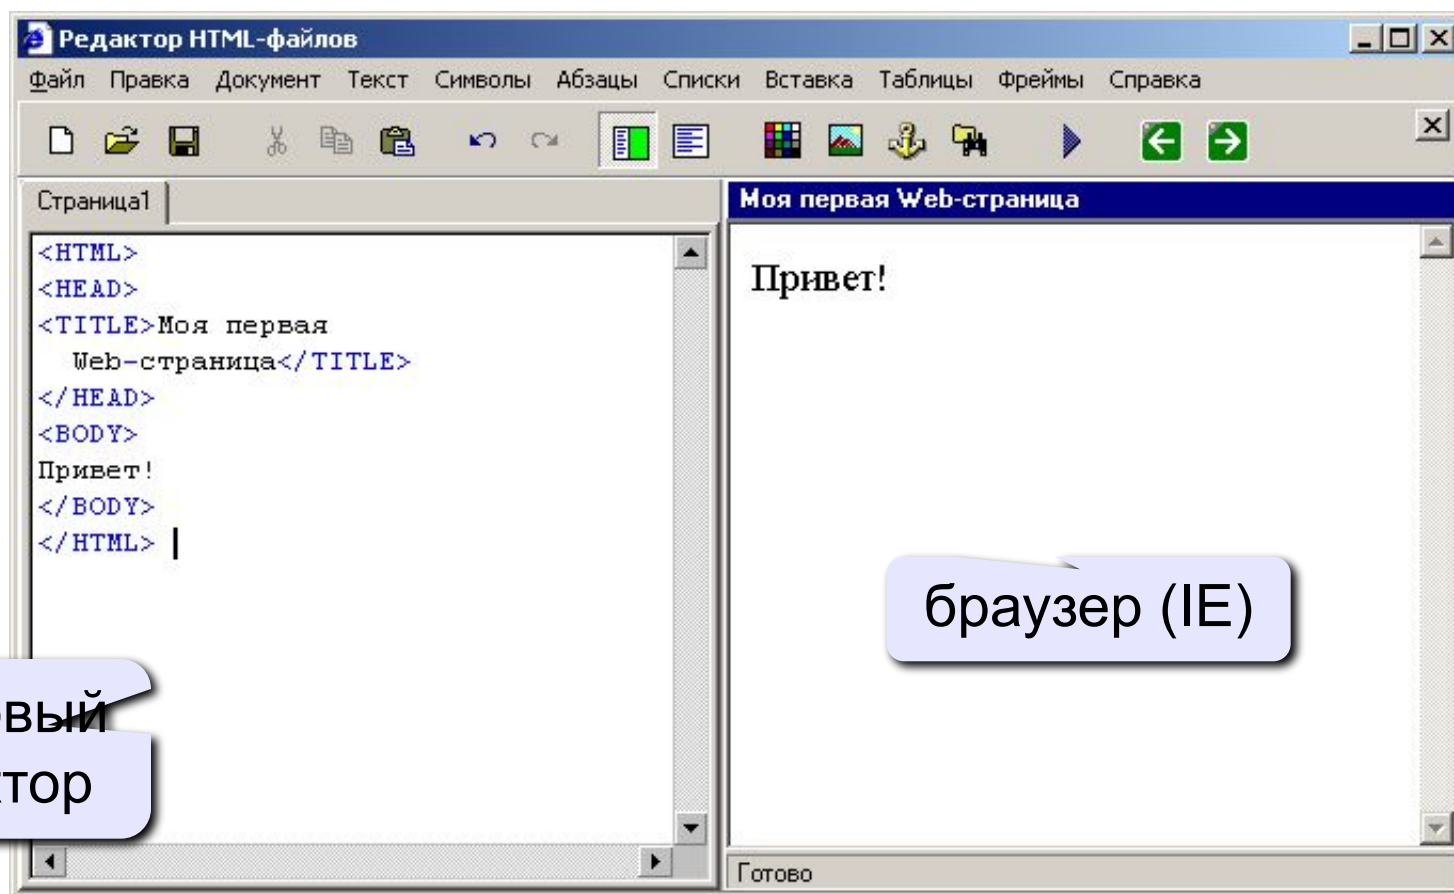 Редактор HTML-файлов
Файл Правка Документ Текст Символы Абзацы Списки Вставка Таблицы Фреймы Справка
Страница1
<HTML>
<HEAD>
<TITLE>Моя первая
Web-страница</TITLE>
</HEAD>
<BODY>
Привет!
</BODY>
</HTML>
Моя первая Web-страница
Привет!
браузер (IE)
Готово